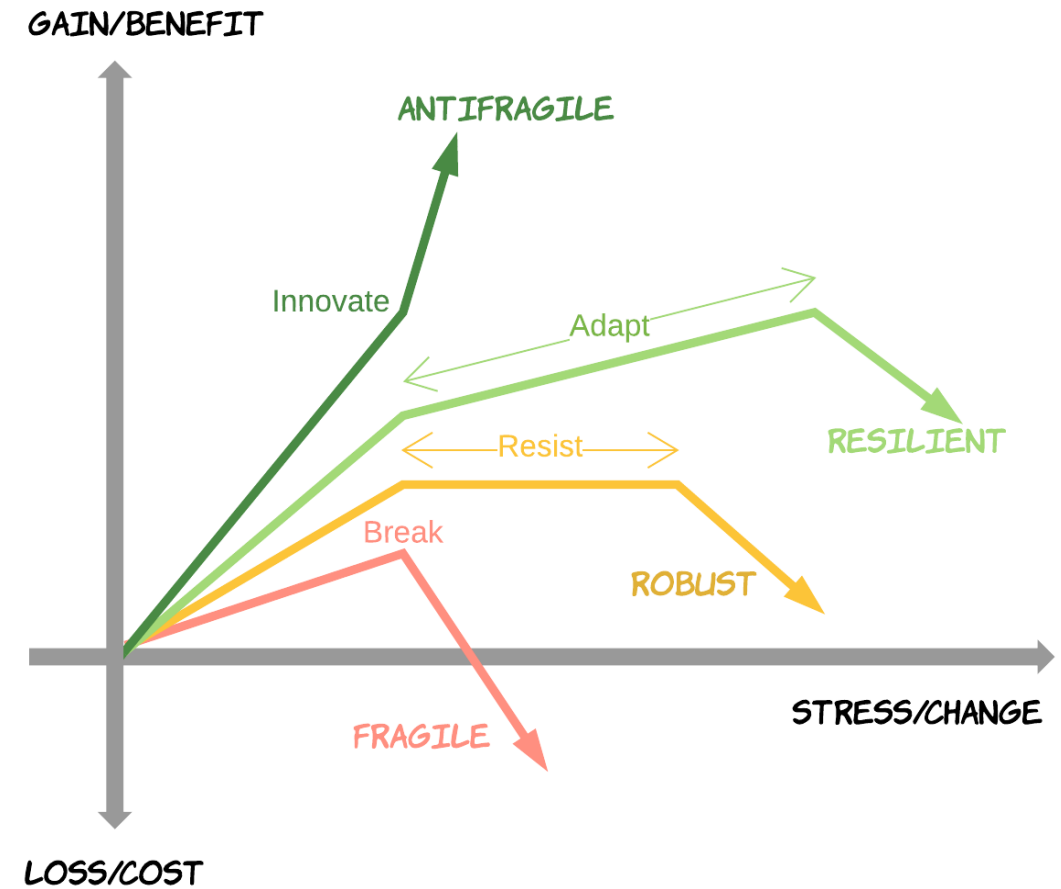 GAIN/BENEFIT
ANTIFRAGILE
Innovate
Adapt
RESILIENT
Resist
Break
ROBUST
STRESS/CHANGE
FRAGILE
LOSS/COST